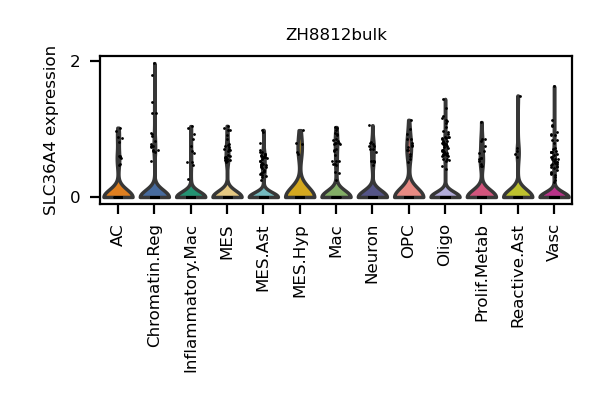 ZH8812bulk
SLC36A4 expression
2
0
AC
Chromatin.Reg
Inflammatory.Mac
MES
MES.Ast
MES.Hyp
Mac
Neuron
OPC
Oligo
Prolif.Metab
Reactive.Ast
Vasc